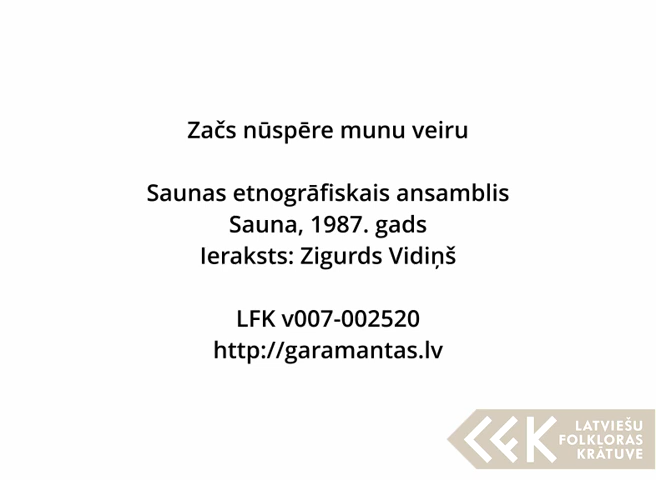 Začs nūspēre munu veiru
Saunas etnogrāfiskais ansamblis
Sauna, 1987. gads
Ieraksts: Zigurds Vidiņš
LFK v007-002520
http://garamantas.lv
LFK
LATVIEŠU
FOLKLORAS
KRĀTUVE